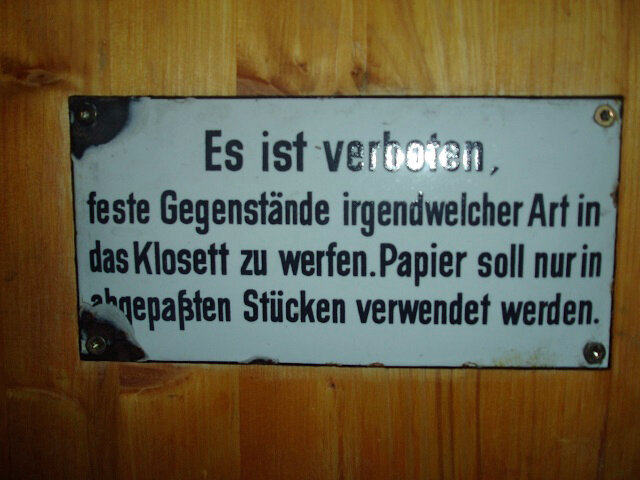 Es ist verboten,
feste Gegenstände irgendwelcher Art in
das Klosett zu werfen. Papier soll nur in
abgepaßten Stücken verwendet werden.